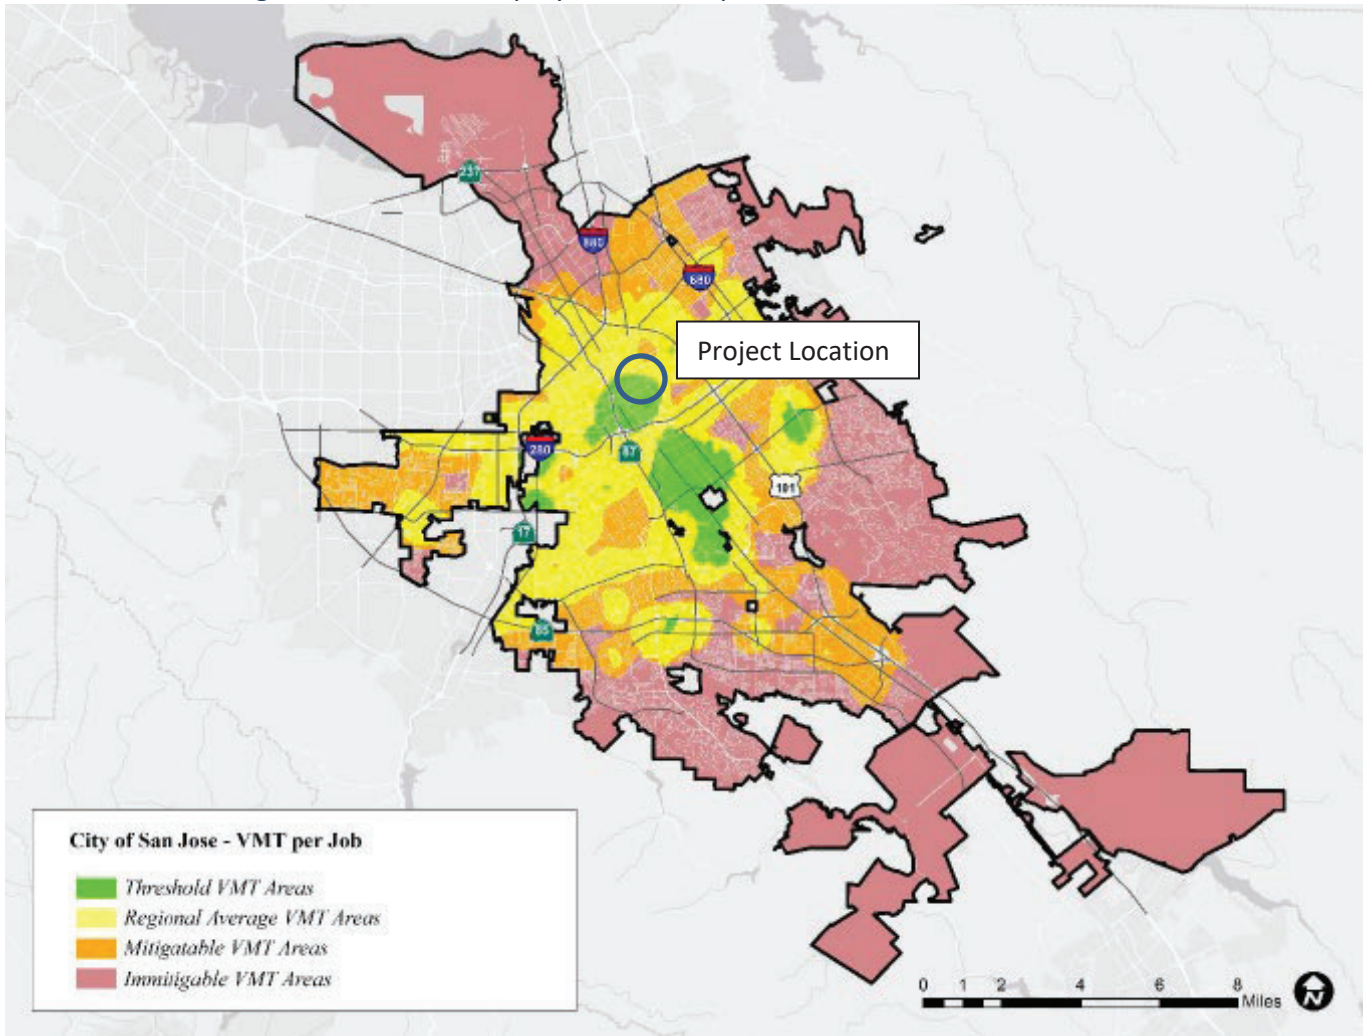 237
880
680
Project Location
280
87
101
17
85
City of San Jose - VMT per Job
Threshold VMT Areas
Regional Average VMT Areas
Mitigatable VMT Areas
Immitigable VMT Areas
0 1 2 4 6 8
Miles
N